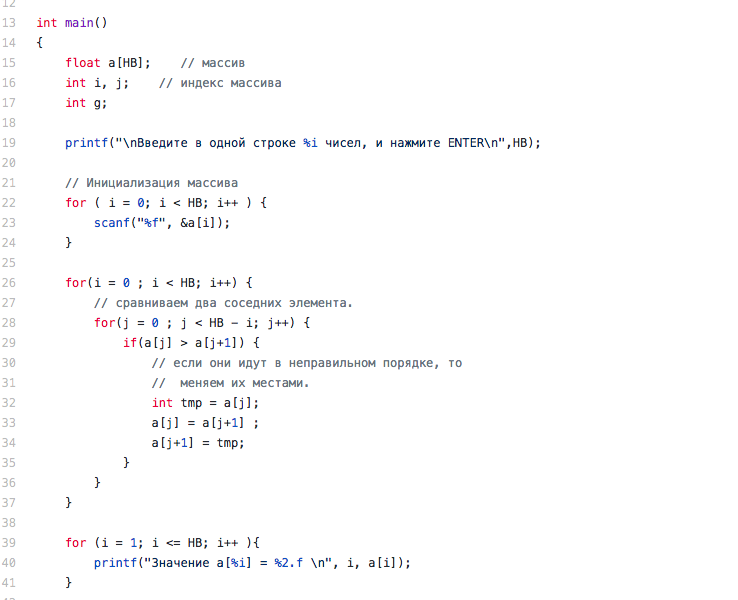 12
13 int main()
14 {
15 float a[HB]; // массив
16 int i, j; // индекс массива
17 int g;
18
19 printf("\nВведите в одной строке %i чисел, и нажмите ENTER\n",HB);
20
21 // Инициализация массива
22 for ( i = 0; i < HB; i++ ) {
23 scanf("%f", &a[i]);
24 }
25
26 for(i = 0 ; i < HB; i++) {
27 // сравниваем два соседних элемента.
28 for(j = 0 ; j < HB - i; j++) {
29 if(a[j] > a[j+1]) {
30 // если они идут в неправильном порядке, то
31 // меняем их местами.
32 int tmp = a[j];
33 a[j] = a[j+1] ;
34 a[j+1] = tmp;
35 }
36 }
37 }
38
39 for (i = 1; i <= HB; i++ ){
40 printf("Значение a[%i] = %2.f \n", i, a[i]);
41 }